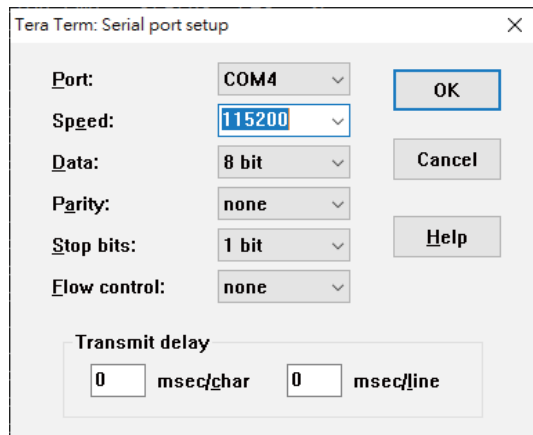 Tera Term: Serial port setup
Port: COM4
OK
Speed: 115200
Data: 8 bit
Cancel
Parity: none
Stop bits: 1 bit
Help
Flow control: none
Transmit delay
0 msec/char 0 msec/line